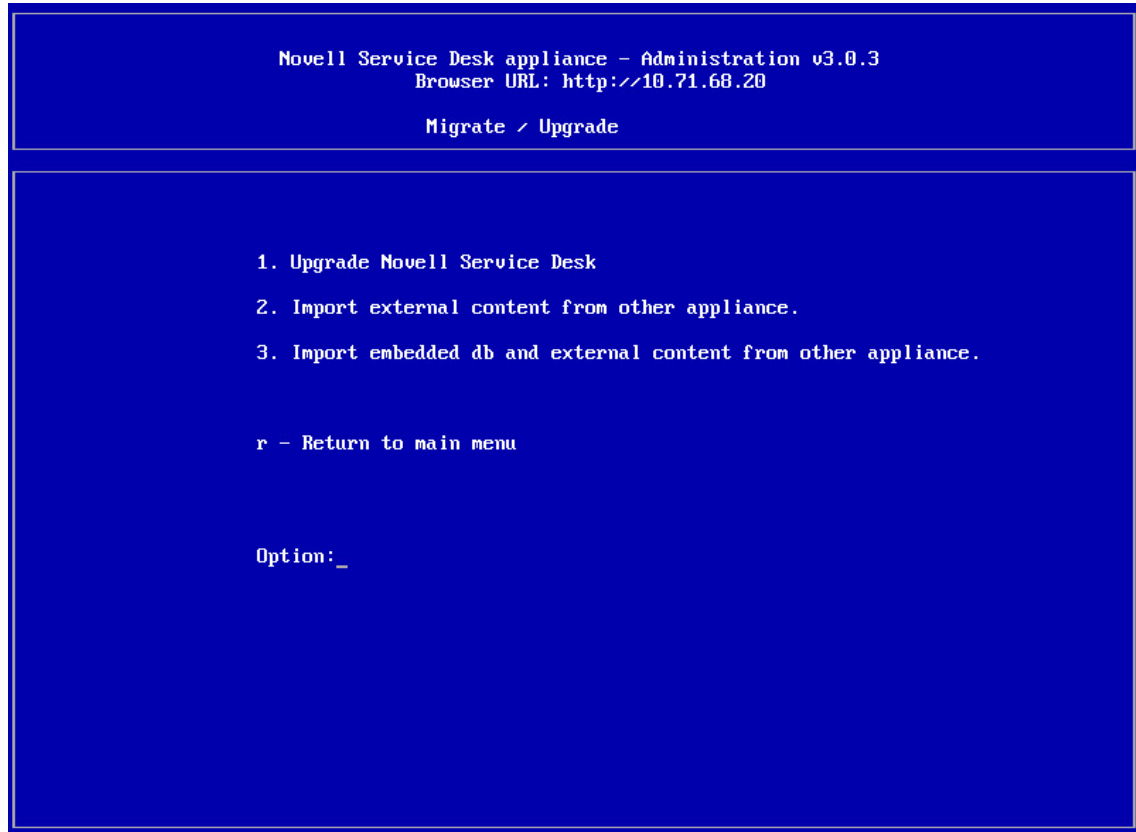 Novell Service Desk appliance - Administration v3.0.3
Browser URL: http://10.71.68.20
Migrate / Upgrade
1. Upgrade Novell Service Desk
2. Import external content from other appliance.
3. Import embedded db and external content from other appliance.
r - Return to main menu
Option:_